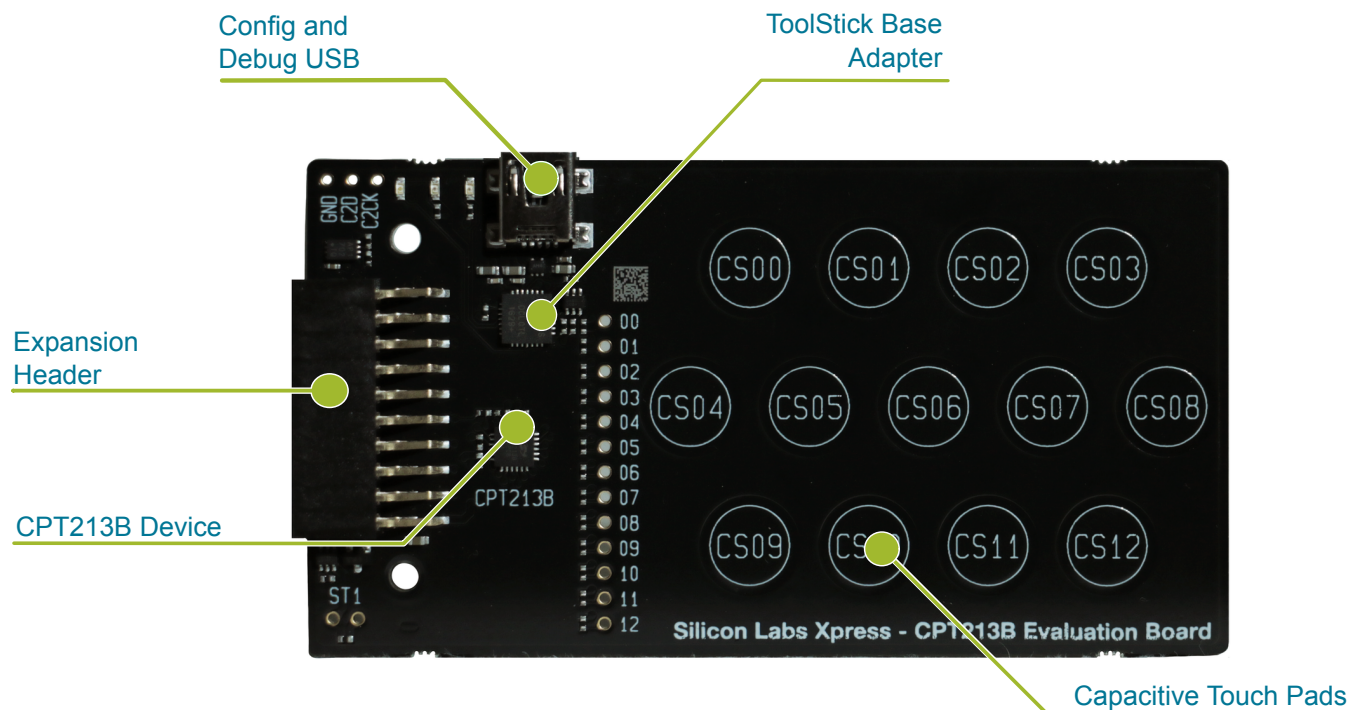 Config and
Debug USB
ToolStick Base
Adapter
GND
C2D
C2CK
CS00 CS01 CS02 CS03
00
01
02
03
04
05
06
07
08
09
10
11
12
Expansion
Header
CS04 CS05 CS06 CS07 CS08
CPT213B
CPT213B Device
CS09 CS11 CS12
ST1
Silicon Labs Xpress - CPT213B Evaluation Board
Capacitive Touch Pads